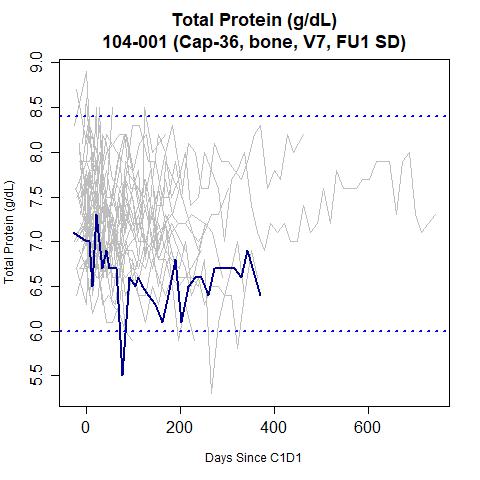 Total Protein (g/dL)
104-001 (Cap-36, bone, V7, FU1 SD)
Total Protein (g/dL)
9.0
8.5
8.0
7.5
7.0
6.5
6.0
5.5
0 200 400 600
Days Since C1D1